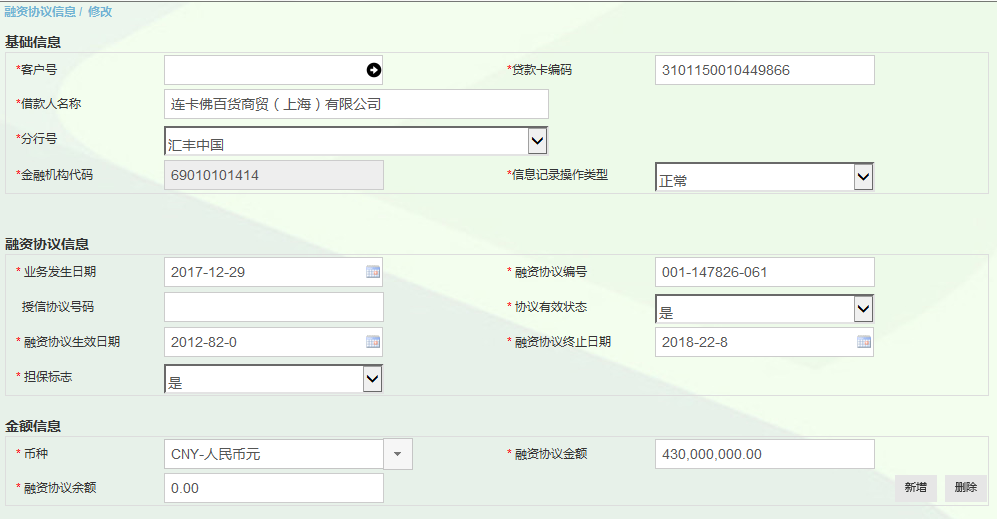 融资协议信息 / 修改
基础信息
*客户号 *贷款卡编码 3101150010449866
*借款人名称 连卡佛百货商贸（上海）有限公司
*分行号 汇丰中国
*金融机构代码 69010101414 *信息记录操作类型 正常
融资协议信息
* 业务发生日期 2017-12-29 * 融资协议编号 001-147826-061
授信协议号码 * 协议有效状态 是
* 融资协议生效日期 2012-82-0 * 融资协议终止日期 2018-22-8
* 担保标志 是
金额信息
* 币种 CNY-人民币元 * 融资协议金额 430,000,000.00
* 融资协议余额 0.00 新增 删除